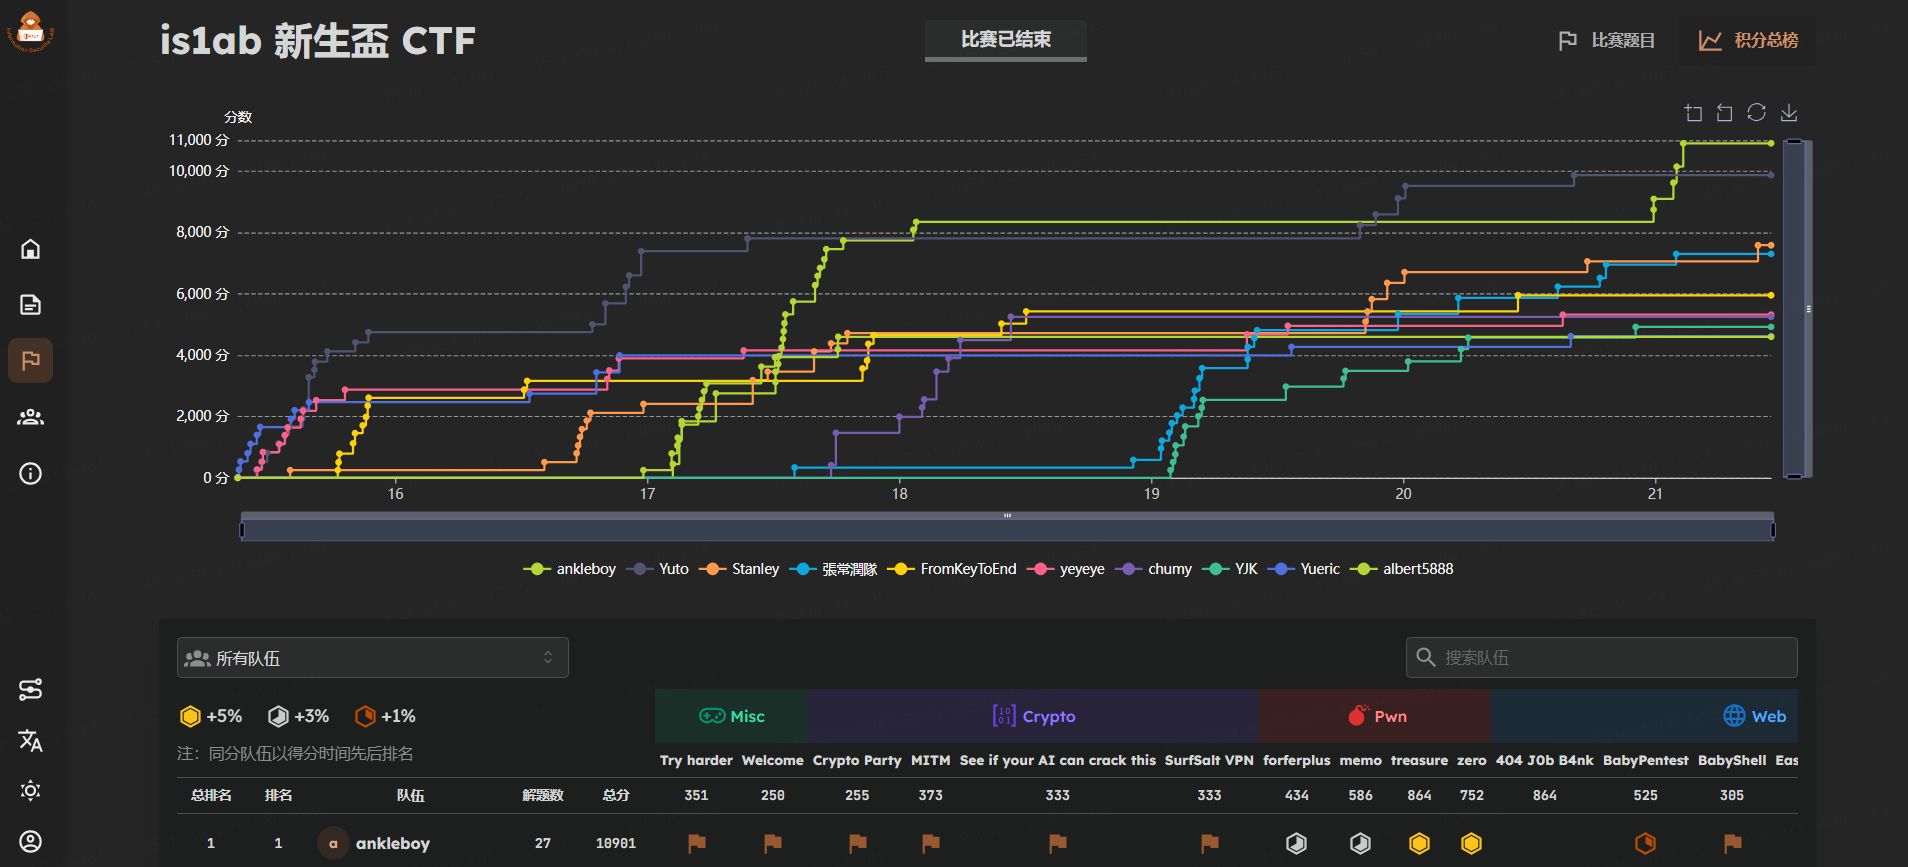 is1ab 新生盃 CTF
比赛已结束
比赛题目
积分总榜
分数
11,000 分
10,000 分
8,000 分
6,000 分
4,000 分
2,000 分
0 分
16 17 18 19 20 21
ankleboy Yuto Stanley 張常潤隊 FromKeyToEnd yeyeye chumy YJK Yueric albert5888
所有队伍
搜索队伍
+5% +3% +1%
Misc Crypto Pwn Web
注：同分队伍以得分时间先后排名
Try harder Welcome Crypto Party MITM See if your AI can crack this SurfSalt VPN forferplus memo treasure zero 404 J0b B4nk BabyPentest BabyShell Eas
总排名 排名 队伍 解题数 总分 351 250 255 373 333 333 434 586 864 752 864 525 305
1 1 a ankleboy 27 10901